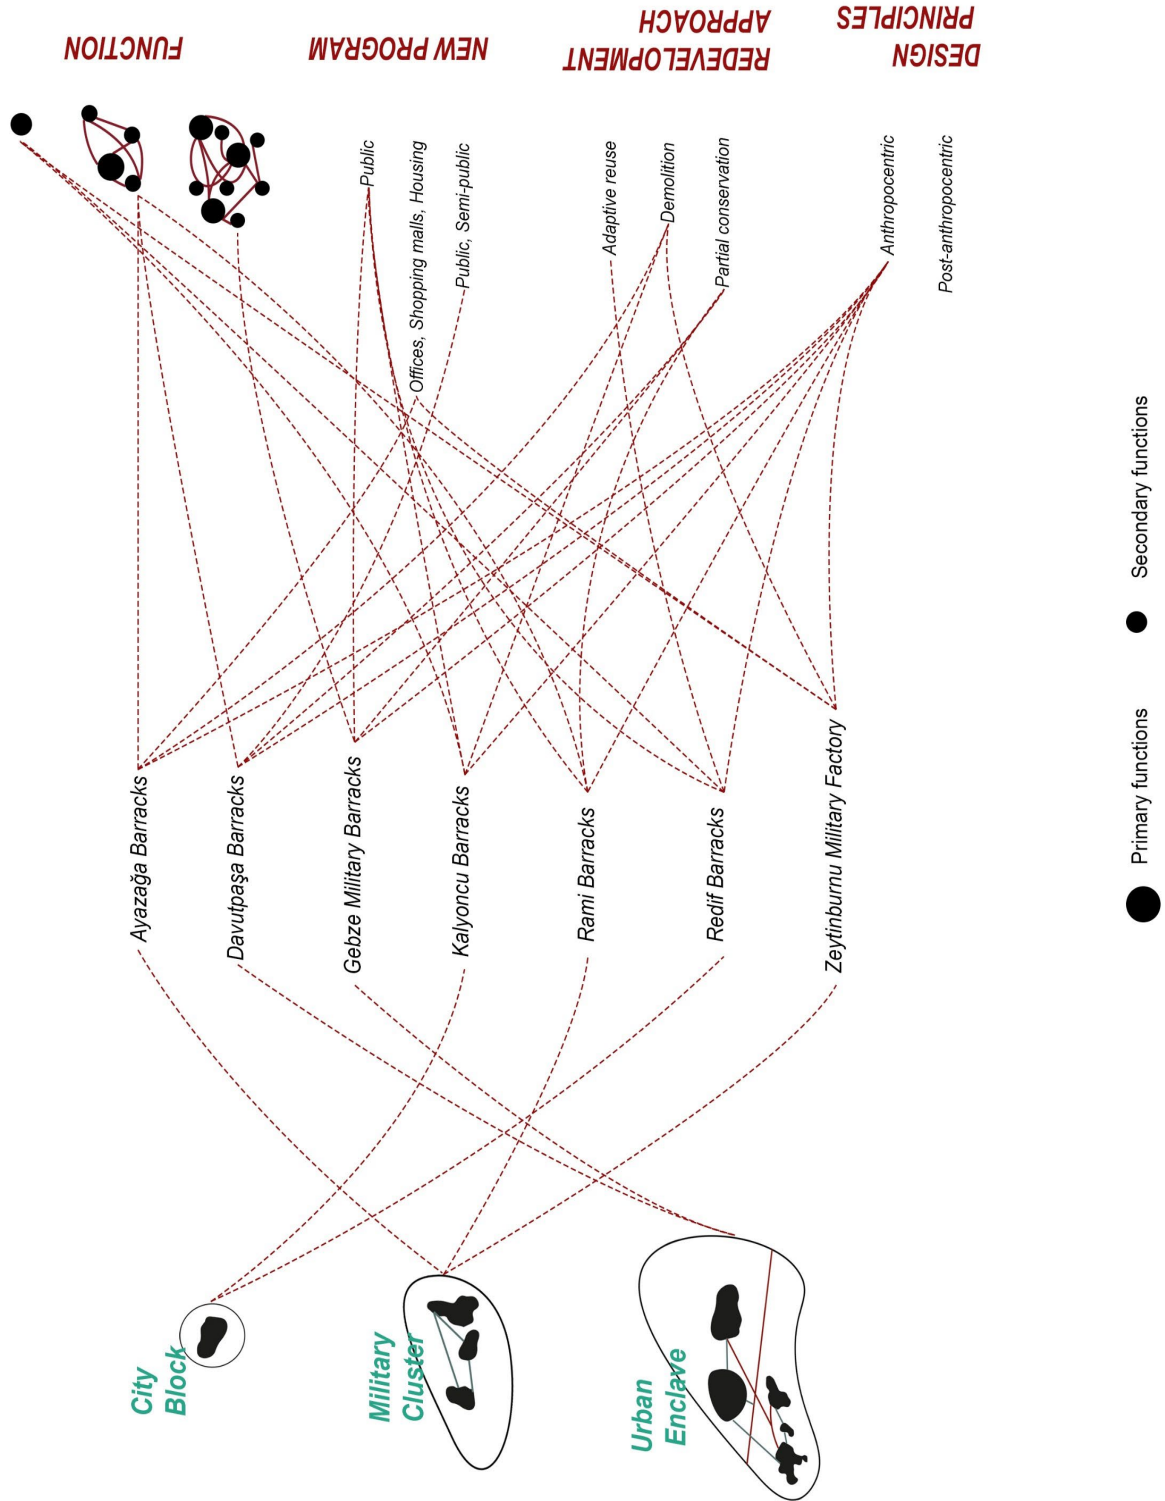 FUNCTION
NEW PROGRAM
REDEVELOPMENT
APPROACH
DESIGN
PRINCIPLES
Public
Offices, Shopping malls, Housing
Public, Semi-public
Adaptive reuse
Demolition
Partial conservation
Anthropocentric
Post-anthropocentric
Ayazağa Barracks
Davutpaşa Barracks
Gebze Military Barracks
Kalyoncu Barracks
Rami Barracks
Redif Barracks
Zeytinburnu Military Factory
City
Block
Military
Cluster
Urban
Enclave
Primary functions
Secondary functions